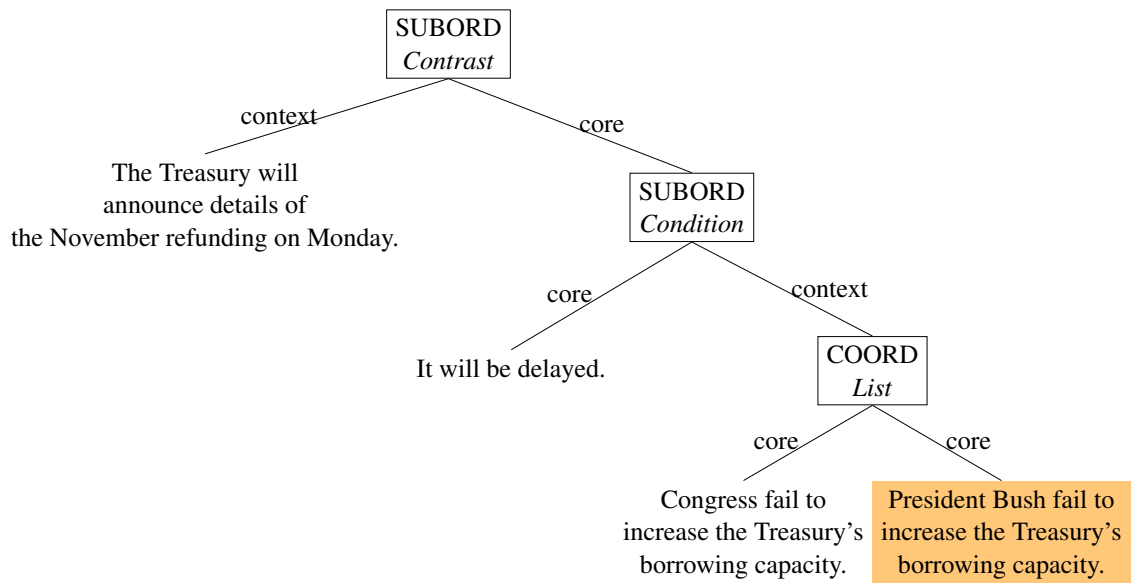 SUBORD
Contrast
context
core
The Treasury will
announce details of
the November refunding on Monday.
SUBORD
Condition
core
context
It will be delayed.
COORD
List
core
core
Congress fail to
increase the Treasury's
borrowing capacity.
President Bush fail to
increase the Treasury's
borrowing capacity.